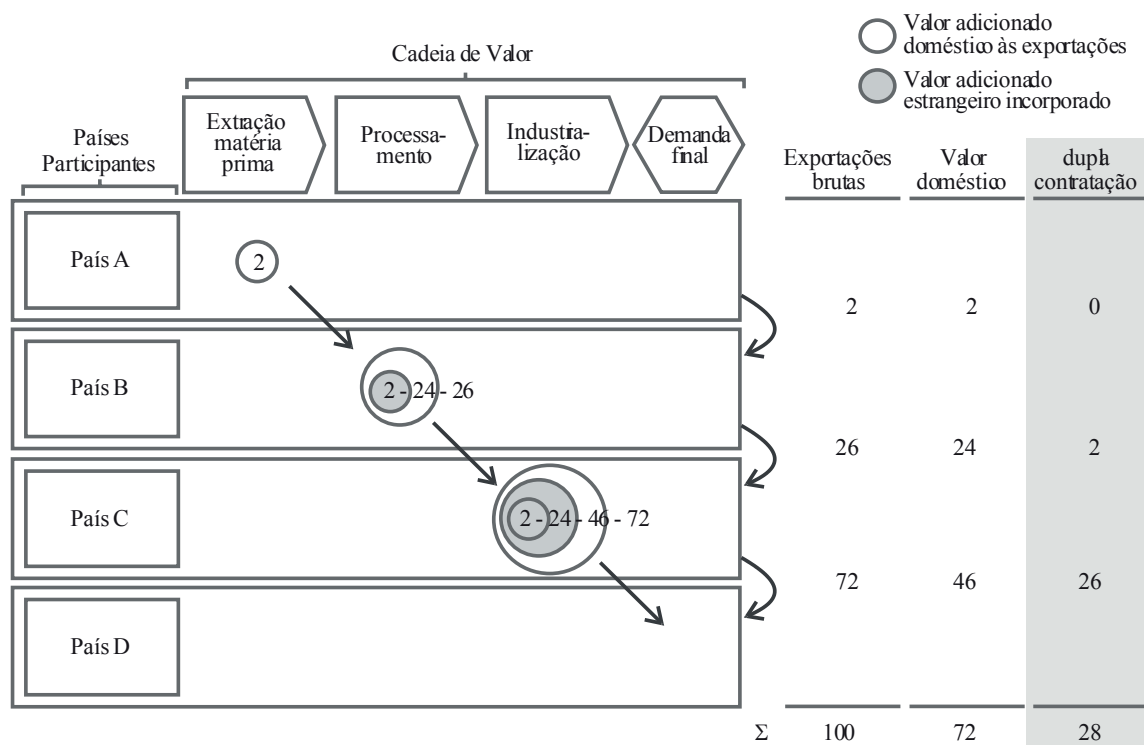 Valor adicionado
doméstico às exportações
Valor adicionado
estrangeiro incorporado
Cadeia de Valor
Países
Participantes
Extração
matéria
prima
Processa-
mento
Industria-
lização
Demanda
final
Exportações
brutas
Valor
doméstico
dupla
contratação
País A
2
2 2 0
País B
2 - 24 - 26
26 24 2
País C
2 - 24 - 46 - 72
72 46 26
País D
Σ 100 72 28